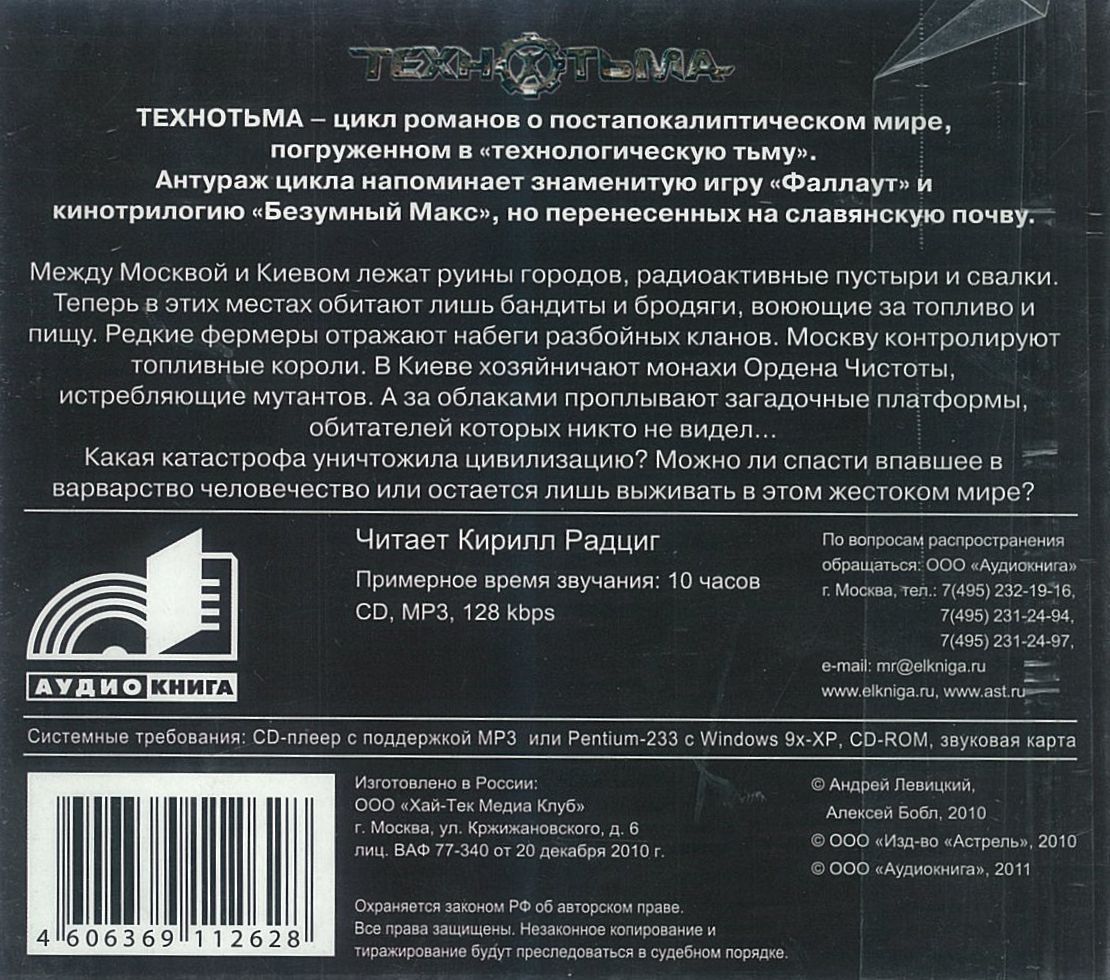 ТЕХНОТЬМА
ТЕХНОТЬМА – цикл романов о постапокалиптическом мире,
погруженном в «технологическую тьму».
Антураж цикла напоминает знаменитую игру «Фаллаут» и
кинотрилогию «Безумный Макс», но перенесенных на славянскую почву.
Между Москвой и Киевом лежат руины городов, радиоактивные пустыри и свалки.
Теперь в этих местах обитают лишь бандиты и бродяги, воюющие за топливо и
пищу. Редкие фермеры отражают набеги разбойных кланов. Москву контролируют
топливные короли. В Киеве хозяйничают монахи Ордена Чистоты,
истребляющие мутантов. А за облаками проплывают загадочные платформы,
обитателей которых никто не видел...
Какая катастрофа уничтожила цивилизацию? Можно ли спасти впавшее в
варварство человечество или остается лишь выживать в этом жестоком мире?
АУДИОКНИГА
Читает Кирилл Радциг
Примерное время звучания: 10 часов
CD, MP3, 128 kbps
По вопросам распространения
обращаться: ООО «Аудиокнига»
г. Москва, тел.: 7(495) 232-19-16,
7(495) 231-24-94,
7(495) 231-24-97,
e-mail: mr@elkniga.ru
www.elkniga.ru, www.ast.ru
Системные требования: CD-плеер с поддержкой MP3 или Pentium-233 с Windows 9x-XP, CD-ROM, звуковая карта
4 606369 112628
Изготовлено в России:
ООО «Хай-Тек Медиа Клуб»
г. Москва, ул. Кржижановского, д. 6
лиц. ВАФ 77-340 от 20 декабря 2010 г.
Охраняется законом РФ об авторском праве.
Все права защищены. Незаконное копирование и
тиражирование будут преследоваться в судебном порядке.
© Андрей Левицкий,
Алексей Бобл, 2010
© ООО «Изд-во «Астрель», 2010
© ООО «Аудиокнига», 2011